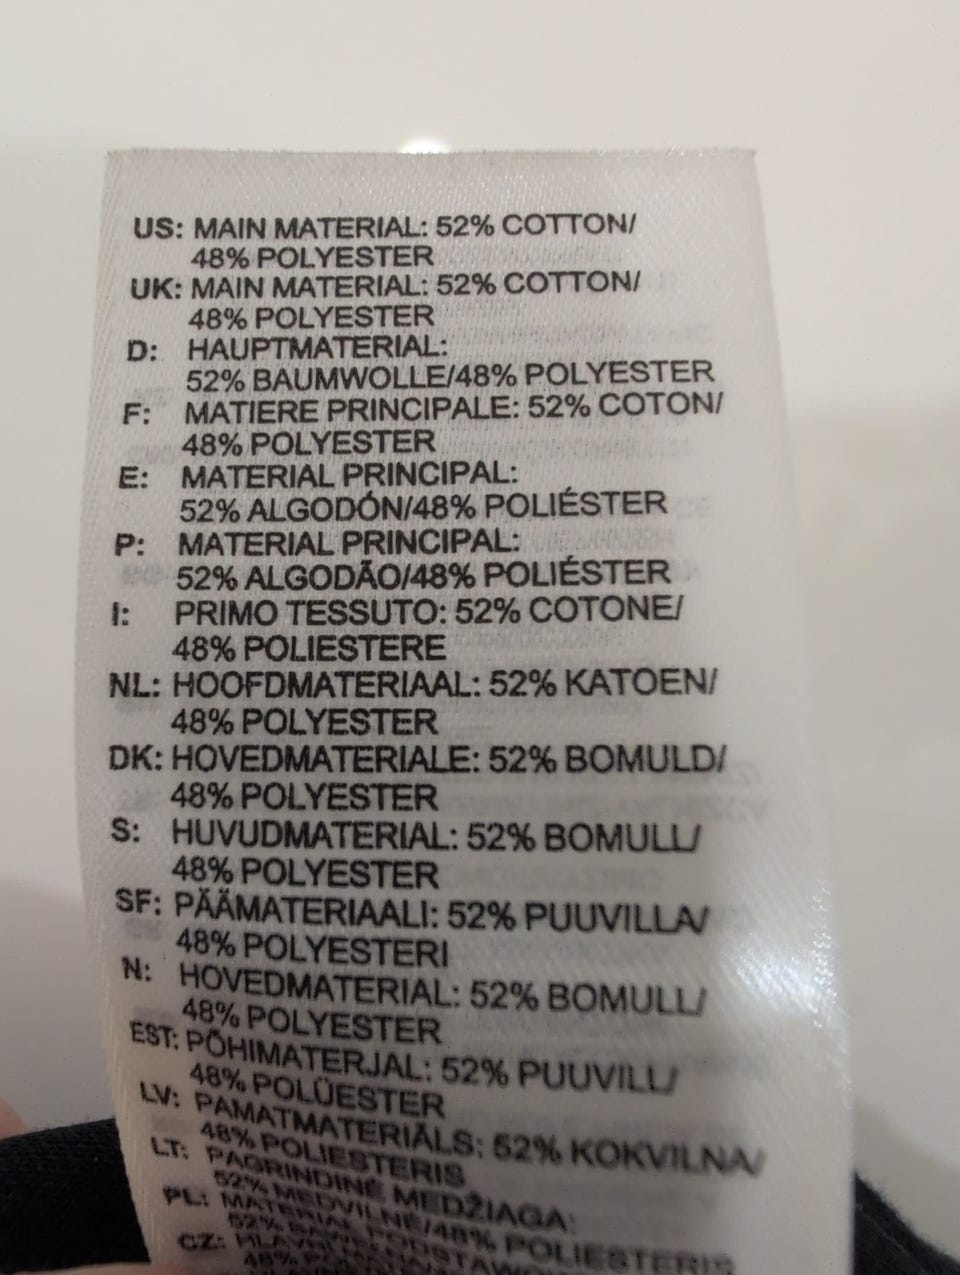 US: MAIN MATERIAL: 52% COTTON/
48% POLYESTER
UK: MAIN MATERIAL: 52% COTTON/
48% POLYESTER
D: HAUPTMATERIAL:
52% BAUMWOLLE/48% POLYESTER
F: MATIERE PRINCIPALE: 52% COTON/
48% POLYESTER
E: MATERIAL PRINCIPAL:
52% ALGODÓN/48% POLIÉSTER
P: MATERIAL PRINCIPAL:
52% ALGODÃO/48% POLIÉSTER
I: PRIMO TESSUTO: 52% COTONE/
48% POLIESTERE
NL: HOOFDMATERIAAL: 52% KATOEN/
48% POLYESTER
DK: HOVEDMATERIALE: 52% BOMULD/
48% POLYESTER
S: HUVUDMATERIAL: 52% BOMULL/
48% POLYESTER
SF: PÄÄMATERIAALI: 52% PUUVILLA/
48% POLYESTERI
N: HOVEDMATERIAL: 52% BOMULL/
48% POLYESTER
EST: PÕHIMATERJAL: 52% PUUVILL/
48% POLÜESTER
LV: PAMATMATERIĀLS: 52% KOKVILNA/
48% POLIESTERIS
LT: PAGRINDINĖ MEDŽIAGA:
52% MEDVILNĖ/48% POLIESTERIS
PL: MATERIAŁ
52%
CZ:
48%